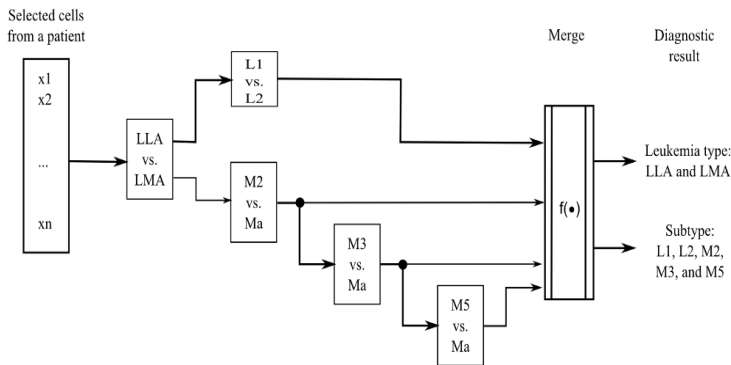 Selected cells
from a patient
x1
x2
...
xn
LLA
vs.
LMA
L1
vs.
L2
M2
vs.
Ma
M3
vs.
Ma
M5
vs.
Ma
Merge
f(•)
Diagnostic
result
Leukemia type:
LLA and LMA
Subtype:
L1, L2, M2,
M3, and M5